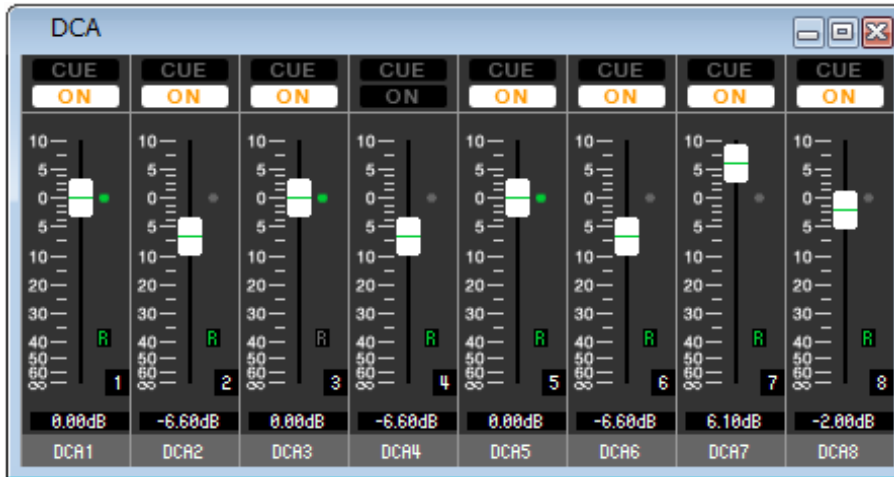 DCA
CUE CUE CUE CUE CUE CUE CUE CUE
ON ON ON ON ON ON ON ON
10 10 10 10 10 10 10 10
5 5 5 5 5 5 5 5
0 0 0 0 0 0 0 0
5 5 5 5 5 5 5 5
10 10 10 10 10 10 10 10
20 20 20 20 20 20 20 20
30 30 30 30 30 30 30 30
40 R 40 R 40 R 40 R 40 R 40 R 40 R 40 R
50 50 50 50 50 50 50 50
60 60 60 60 60 60 60 60
∞ 1 ∞ 2 ∞ 3 ∞ 4 ∞ 5 ∞ 6 ∞ 7 ∞ 8
0.00dB -6.60dB 0.00dB -6.60dB 0.00dB -6.60dB 6.10dB -2.00dB
DCA1 DCA2 DCA3 DCA4 DCA5 DCA6 DCA7 DCA8